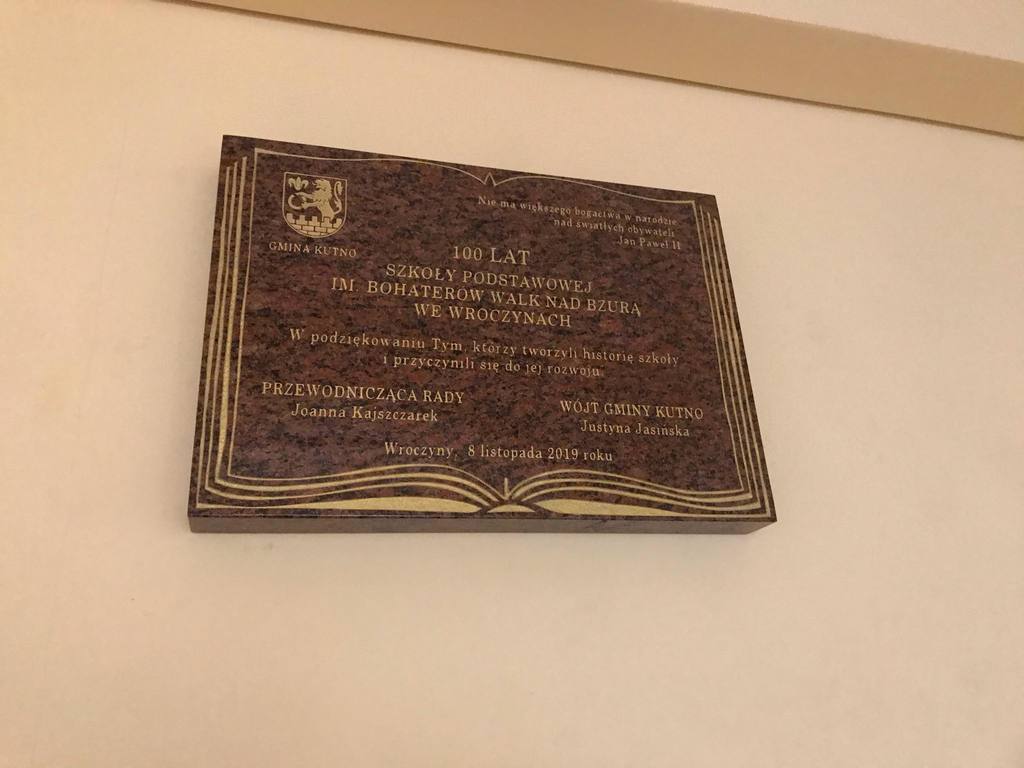 Nie ma większego bogactwa w narodzie
nad światłych obywateli
Jan Paweł II
GMINA KUTNO
100 LAT
SZKOŁY PODSTAWOWEJ
IM. BOHATERÓW WALK NAD BZURĄ
WE WROCZYNACH
W podziękowaniu Tym, którzy tworzyli historię szkoły
i przyczynili się do jej rozwoju
PRZEWODNICZĄCA RADY
Joanna Kajszczarek
WÓJT GMINY KUTNO
Justyna Jasińska
Wroczyny, 8 listopada 2019 roku